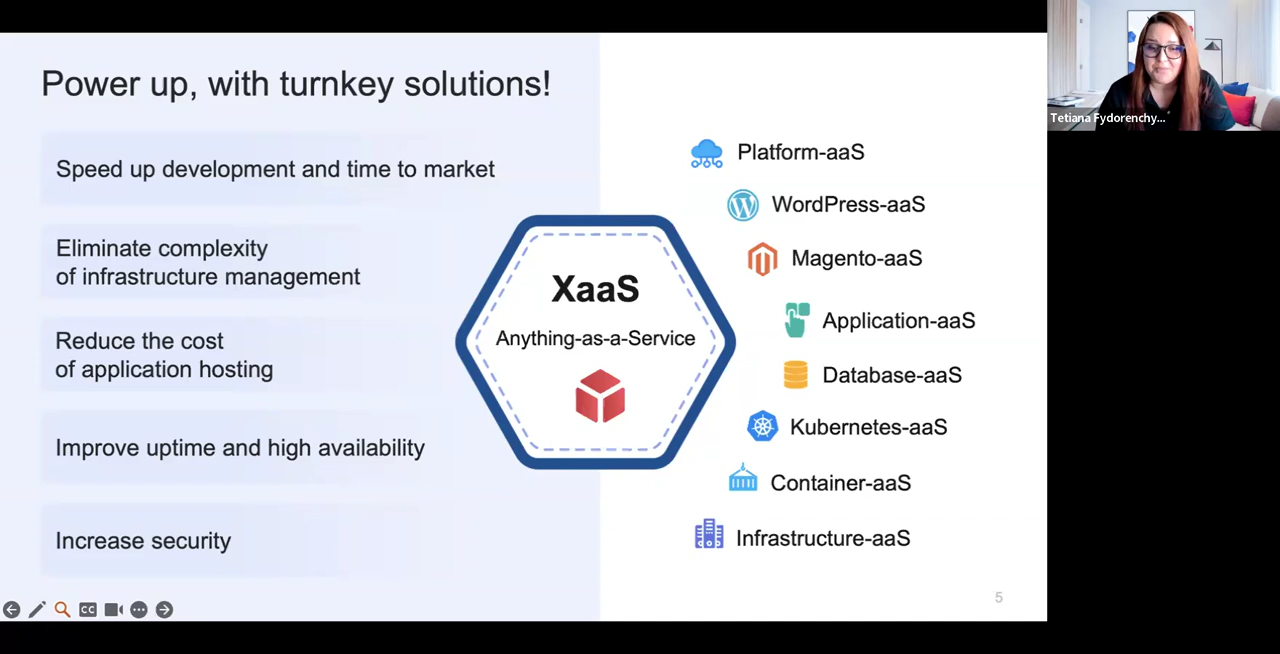 Power up, with turnkey solutions!
Speed up development and time to market
Eliminate complexity
of infrastructure management
Reduce the cost
of application hosting
Improve uptime and high availability
Increase security
XaaS
Anything-as-a-Service
Platform-aaS
WordPress-aaS
Magento-aaS
Application-aaS
Database-aaS
Kubernetes-aaS
Container-aaS
Infrastructure-aaS
5
CC
Tetiana Fydorenchy...